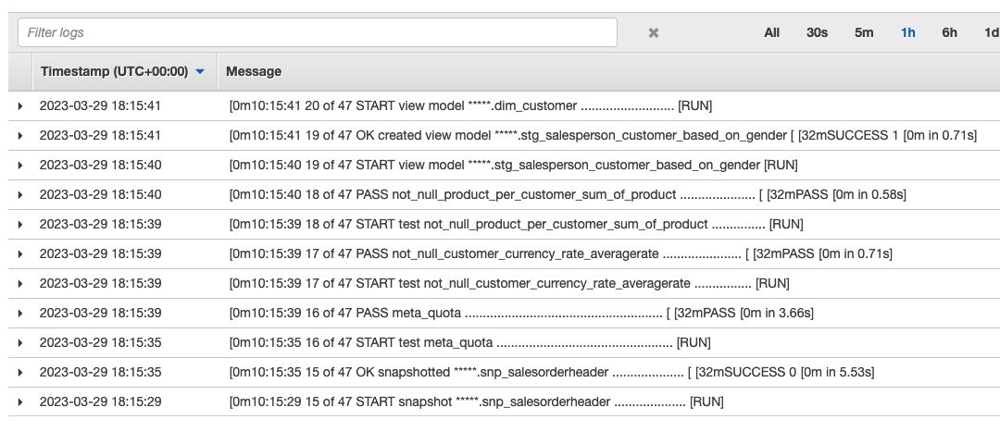 Filter logs ✖ All 30s 5m 1h 6h 1d
Timestamp (UTC+00:00) Message
2023-03-29 18:15:41 [0m10:15:41 20 of 47 START view model *****.dim_customer .......................... [RUN]
2023-03-29 18:15:41 [0m10:15:41 19 of 47 OK created view model *****.stg_salesperson_customer_based_on_gender [ [32mSUCCESS 1 [0m in 0.71s]
2023-03-29 18:15:40 [0m10:15:40 19 of 47 START view model *****.stg_salesperson_customer_based_on_gender [RUN]
2023-03-29 18:15:40 [0m10:15:40 18 of 47 PASS not_null_product_per_customer_sum_of_product ..................... [ [32mPASS [0m in 0.58s]
2023-03-29 18:15:39 [0m10:15:39 18 of 47 START test not_null_product_per_customer_sum_of_product ............... [RUN]
2023-03-29 18:15:39 [0m10:15:39 17 of 47 PASS not_null_customer_currency_rate_averagerate ...................... [ [32mPASS [0m in 0.71s]
2023-03-29 18:15:39 [0m10:15:39 17 of 47 START test not_null_customer_currency_rate_averagerate ................ [RUN]
2023-03-29 18:15:39 [0m10:15:39 16 of 47 PASS meta_quota ....................................................... [ [32mPASS [0m in 3.66s]
2023-03-29 18:15:35 [0m10:15:35 16 of 47 START test meta_quota ................................................. [RUN]
2023-03-29 18:15:35 [0m10:15:35 15 of 47 OK snapshotted *****.snp_salesorderheader .................... [ [32mSUCCESS 0 [0m in 5.53s]
2023-03-29 18:15:29 [0m10:15:29 15 of 47 START snapshot *****.snp_salesorderheader .................... [RUN]